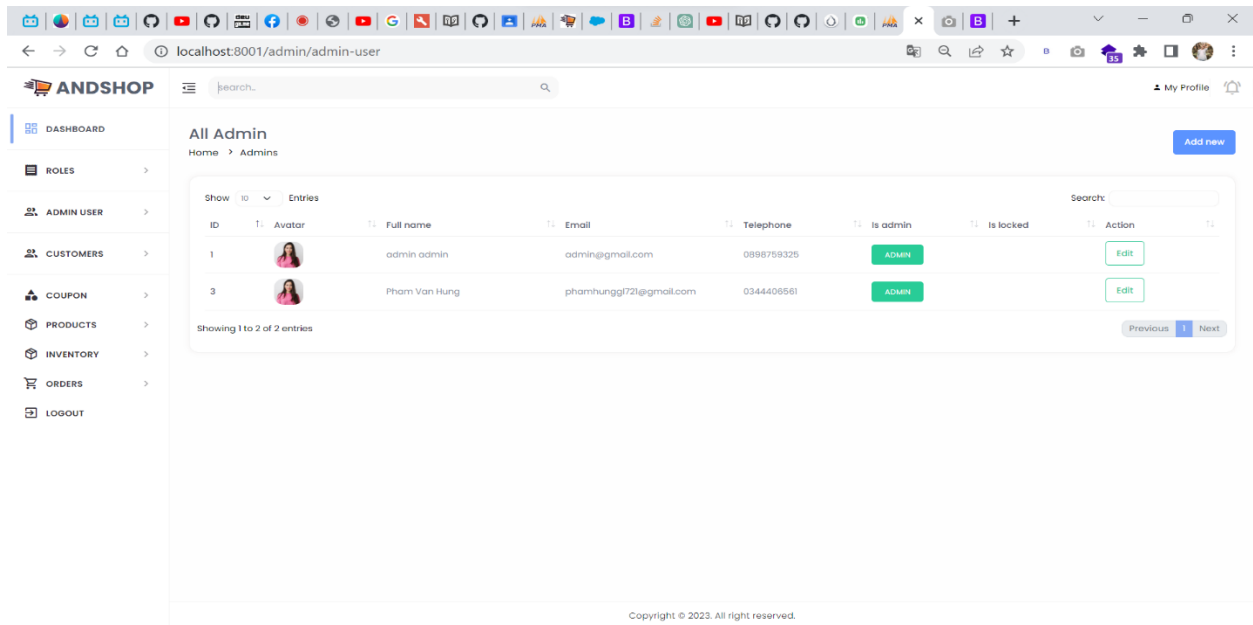 localhost:8001/admin/admin-user
35
ANDSHOP
search..
My Profile
DASHBOARD
ROLES
ADMIN USER
CUSTOMERS
COUPON
PRODUCTS
INVENTORY
ORDERS
LOGOUT
All Admin
Home > Admins
Add new
Show 10 Entries
Search:
ID Avatar Full name Email Telephone Is admin Is locked Action
1 admin admin admin@gmail.com 0898759325 ADMIN Edit
3 Pham Van Hung phamhungg1721@gmail.com 0344406561 ADMIN Edit
Showing 1 to 2 of 2 entries
Previous 1 Next
Copyright © 2023. All right reserved.